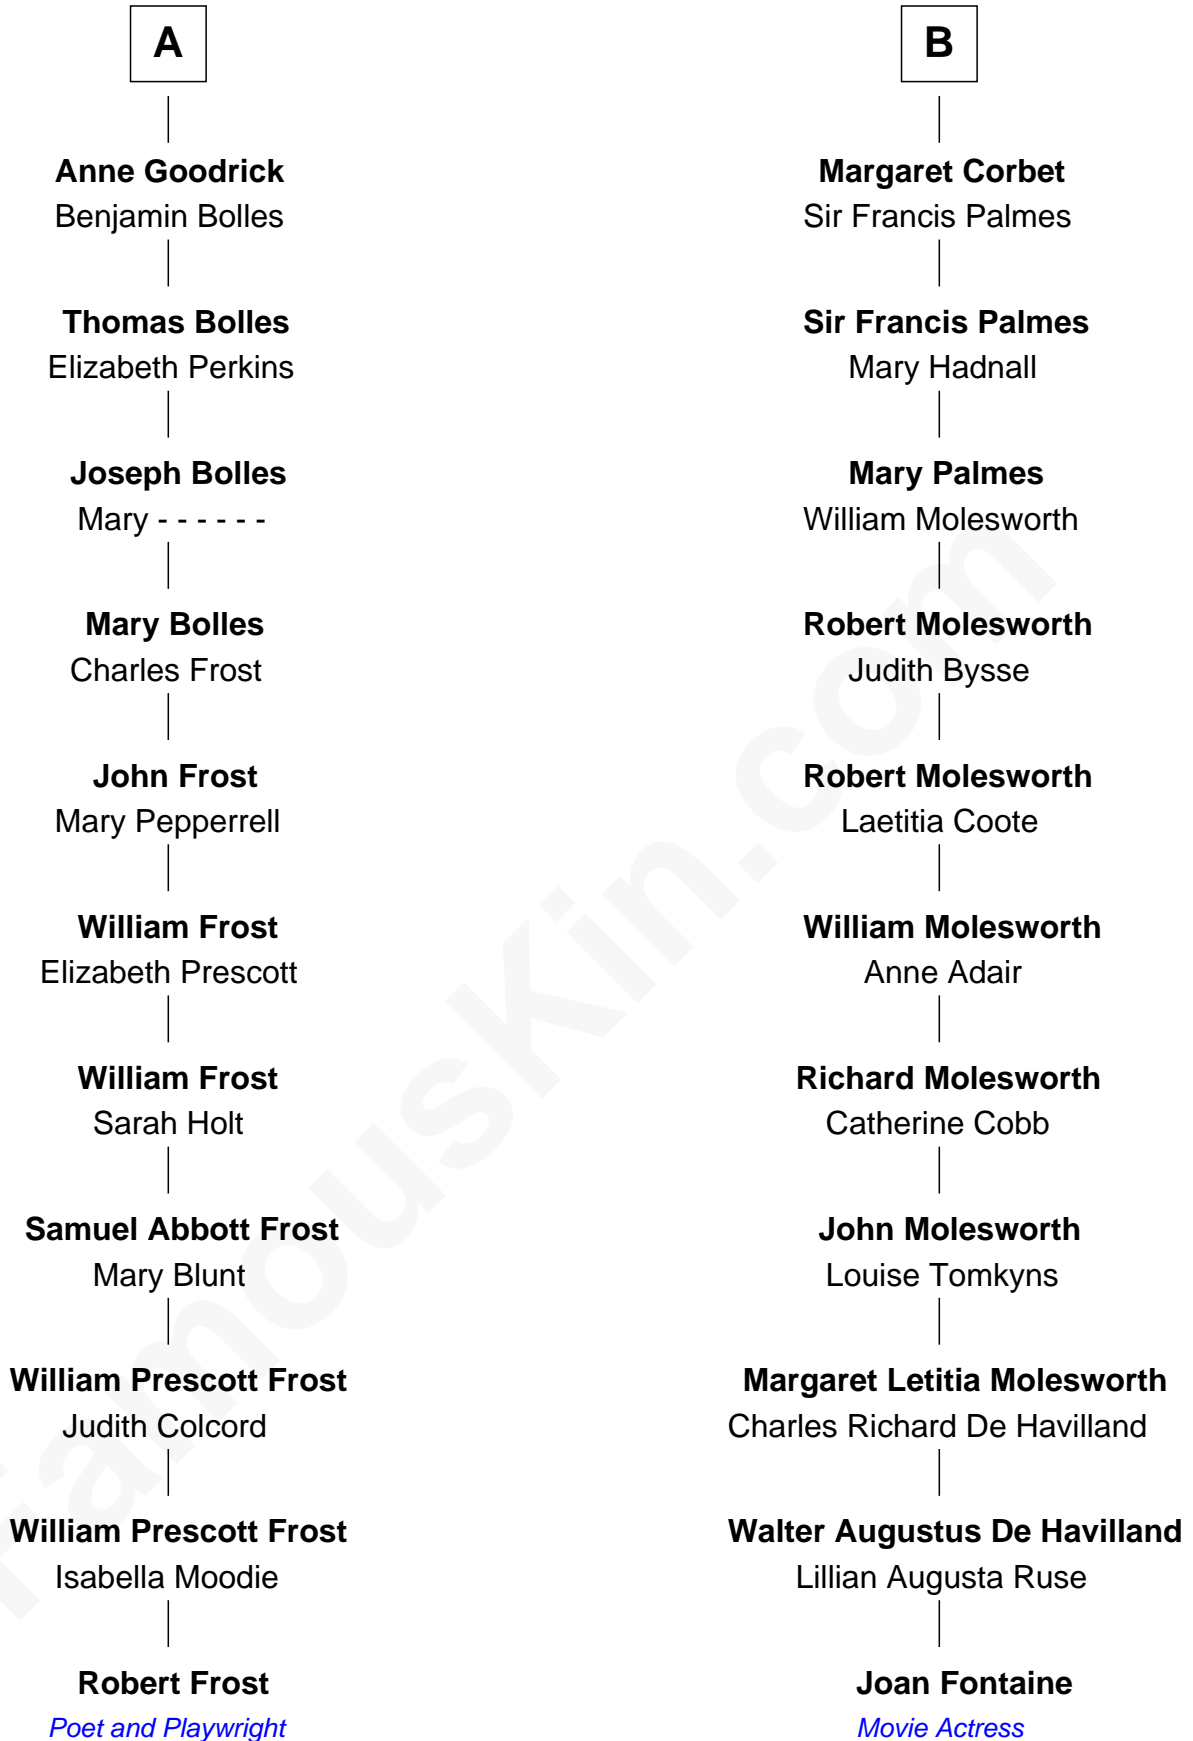 A
Anne Goodrick
Benjamin Bolles
Thomas Bolles
Elizabeth Perkins
Joseph Bolles
Mary - - - - - -
Mary Bolles
Charles Frost
John Frost
Mary Pepperrell
William Frost
Elizabeth Prescott
William Frost
Sarah Holt
Samuel Abbott Frost
Mary Blunt
William Prescott Frost
Judith Colcord
William Prescott Frost
Isabella Moodie
Robert Frost
Poet and Playwright
B
Margaret Corbet
Sir Francis Palmes
Sir Francis Palmes
Mary Hadnall
Mary Palmes
William Molesworth
Robert Molesworth
Judith Bysse
Robert Molesworth
Laetitia Coote
William Molesworth
Anne Adair
Richard Molesworth
Catherine Cobb
John Molesworth
Louise Tomkyns
Margaret Letitia Molesworth
Charles Richard De Havilland
Walter Augustus De Havilland
Lillian Augusta Ruse
Joan Fontaine
Movie Actress
FamousKin.com